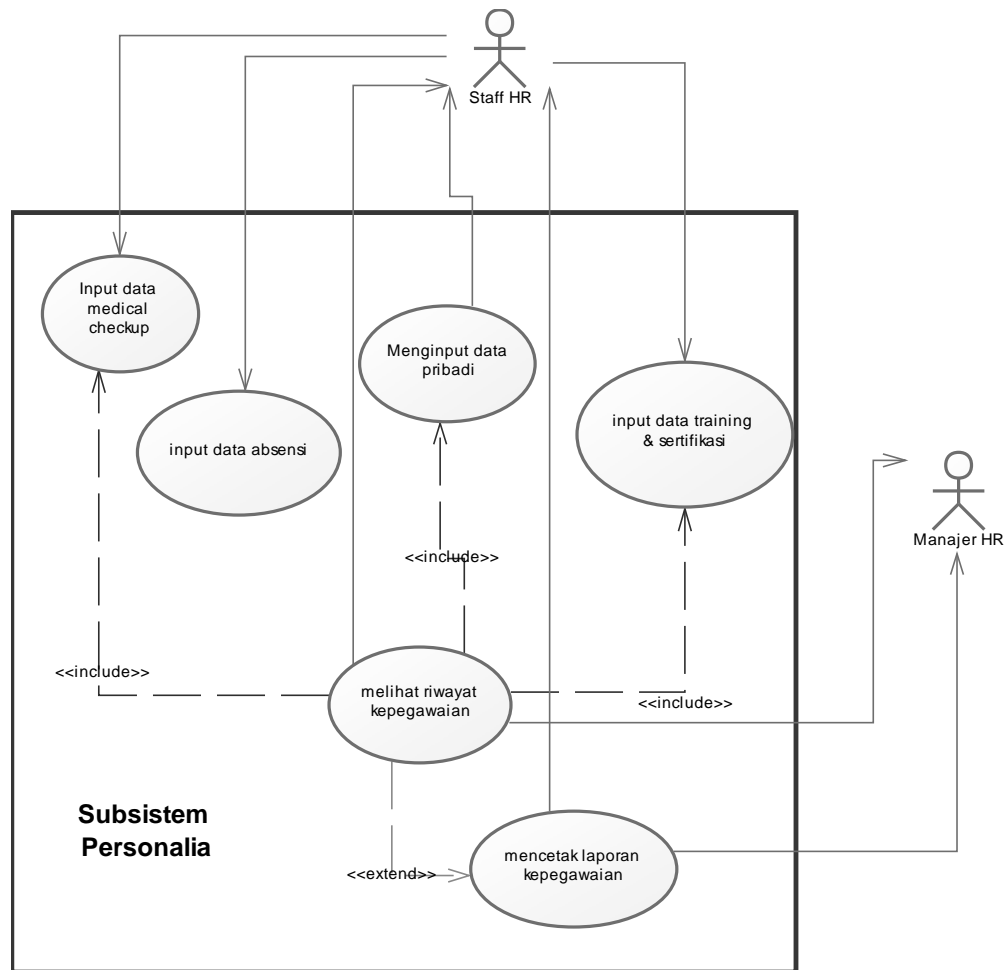 Staff HR
Input data
medical
checkup
Menginput data
pribadi
input data training
& sertifikasi
input data absensi
Manajer HR
<<include>>
<<include>>
<<include>>
melihat riwayat
kepegawaian
Subsistem
Personalia
mencetak laporan
kepegawaian
<<extend>>